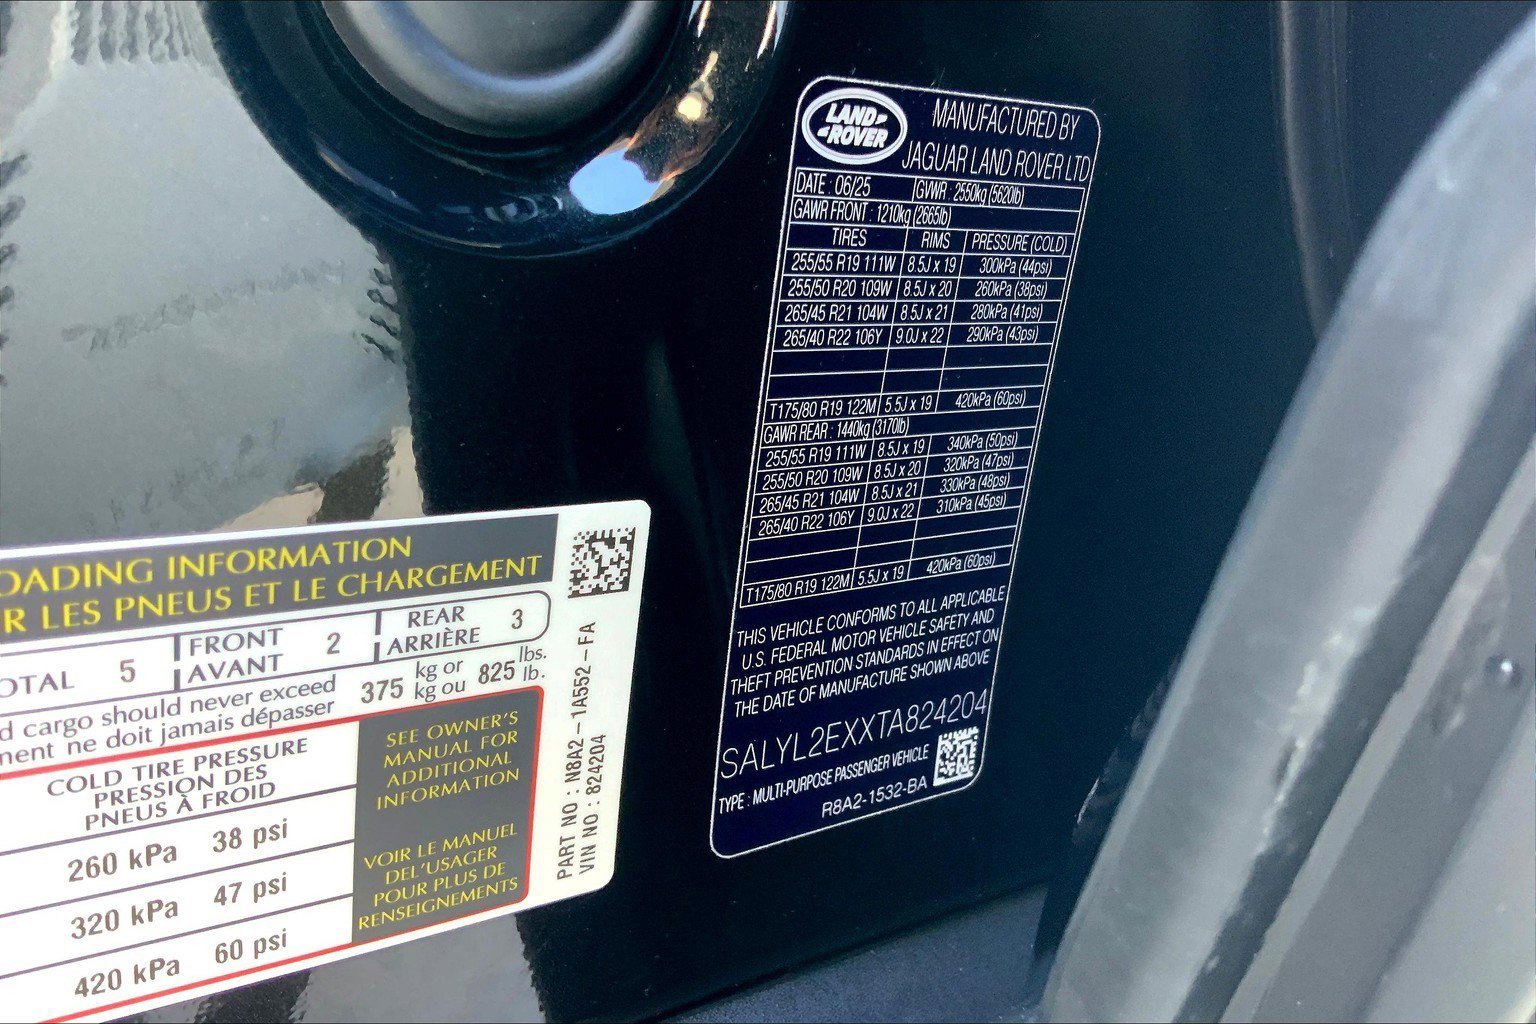 LAND
ROVER
MANUFACTURED BY
JAGUAR LAND ROVER LTD
DATE : 06/25 GVWR : 2550kg (5620lb)
GAWR FRONT : 1210kg (2665lb)
TIRES RIMS PRESSURE (COLD)
255/55 R19 111W 8.5J x 19 300kPa (44psi)
255/50 R20 109W 8.5J x 20 260kPa (38psi)
265/45 R21 104W 8.5J x 21 280kPa (41psi)
265/40 R22 106Y 9.0J x 22 290kPa (43psi)
T175/80 R19 122M 5.5J x 19 420kPa (60psi)
GAWR REAR : 1440kg (3170lb)
255/55 R19 111W 8.5J x 19 340kPa (50psi)
255/50 R20 109W 8.5J x 20 320kPa (47psi)
265/45 R21 104W 8.5J x 21 330kPa (48psi)
265/40 R22 106Y 9.0J x 22 310kPa (45psi)
T175/80 R19 122M 5.5J x 19 420kPa (60psi)
THIS VEHICLE CONFORMS TO ALL APPLICABLE
U.S. FEDERAL MOTOR VEHICLE SAFETY AND
THEFT PREVENTION STANDARDS IN EFFECT ON
THE DATE OF MANUFACTURE SHOWN ABOVE
SALYL2EXXTA824204
TYPE : MULTI-PURPOSE PASSENGER VEHICLE
R8A2-1532-BA
OADING INFORMATION
R LES PNEUS ET LE CHARGEMENT
OTAL 5 FRONT AVANT 2 REAR ARRIÈRE 3
d cargo should never exceed 375 kg or 825 lbs.
ment ne doit jamais dépasser kg ou lb.
COLD TIRE PRESSURE
PRESSION DES
PNEUS À FROID
260 kPa 38 psi
320 kPa 47 psi
420 kPa 60 psi
SEE OWNER'S
MANUAL FOR
ADDITIONAL
INFORMATION
VOIR LE MANUEL
DEL'USAGER
POUR PLUS DE
RENSEIGNEMENTS
PART NO : N8A2-1A552-FA
VIN NO : 824204